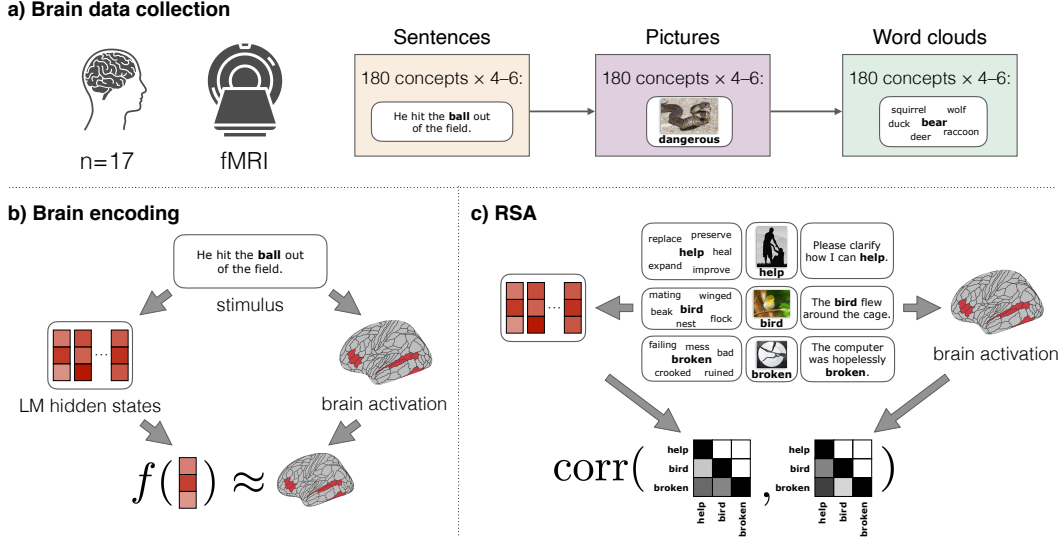 a) Brain data collection
n=17
fMRI
Sentences
180 concepts × 4–6:
He hit the ball out
of the field.
Pictures
180 concepts × 4–6:
dangerous
Word clouds
180 concepts × 4–6:
squirrel wolf
duck bear
raccoon
deer
b) Brain encoding
He hit the ball out
of the field.
stimulus
LM hidden states
...
brain activation
f( ) ≈
c) RSA
...
replace preserve
help heal
expand improve
help
Please clarify
how I can help.
mating winged
beak bird
nest flock
bird
The bird flew
around the cage.
failing mess bad
broken
crooked ruined
broken
The computer
was hopelessly
broken.
brain activation
corr( , )
help
bird
broken
help
bird
broken
help
bird
broken
help
bird
broken